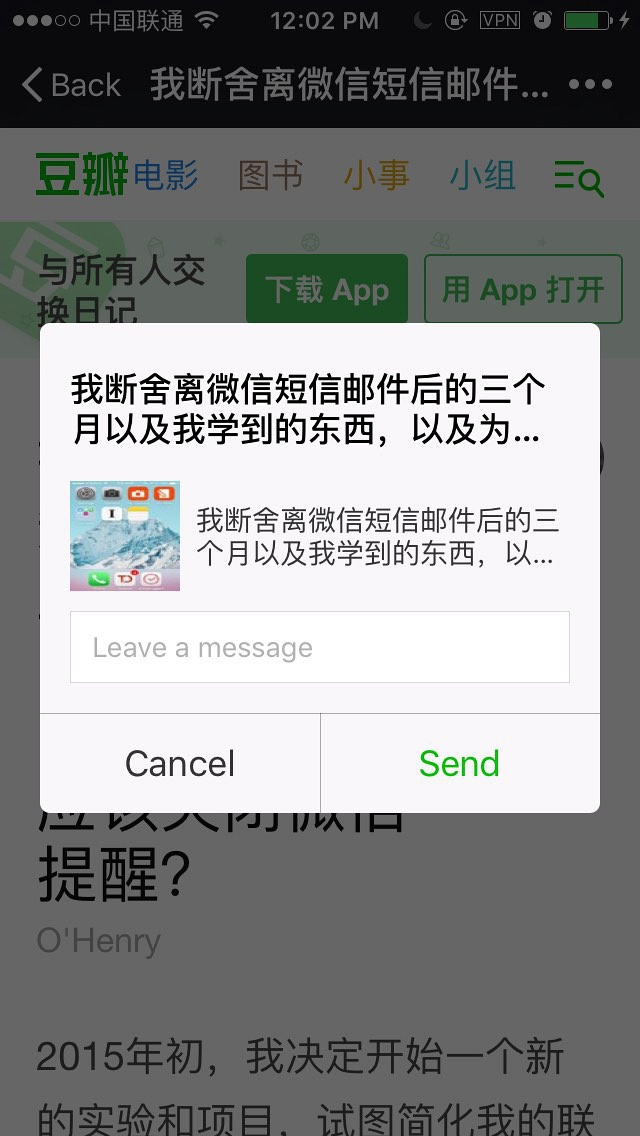 中国联通 12:02 PM VPN
Back 我断舍离微信短信邮件...
豆瓣 电影 图书 小事 小组
与所有人交
换日记
下载 App 用 App 打开
我断舍离微信短信邮件后的三个
月以及我学到的东西，以及为...
我断舍离微信短信邮件后的三
个月以及我学到的东西，以...
Leave a message
Cancel Send
应该关闭微信
提醒?
O'Henry
2015年初，我决定开始一个新
的实验和项目，试图简化我的联